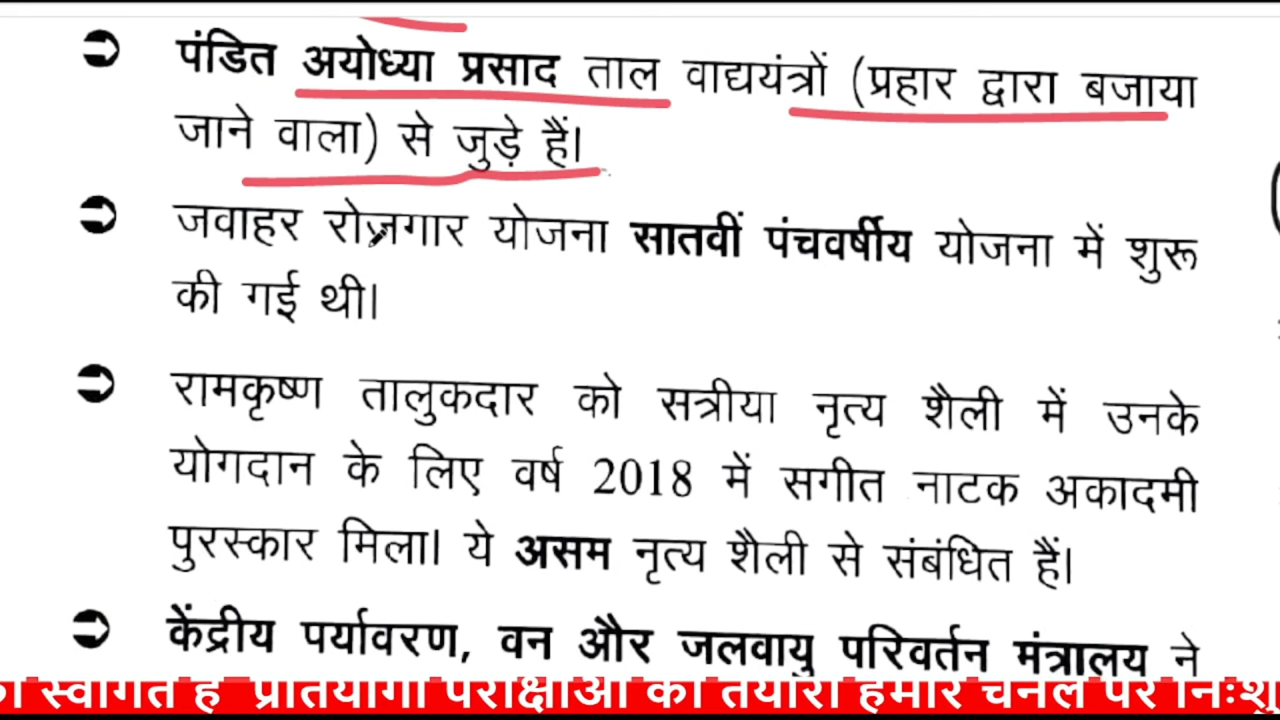 पंडित अयोध्या प्रसाद ताल वाद्ययंत्रों (प्रहार द्वारा बजाया
जाने वाला) से जुड़े हैं।
जवाहर रोज़गार योजना सातवीं पंचवर्षीय योजना में शुरू
की गई थी।
रामकृष्ण तालुकदार को सत्रीया नृत्य शैली में उनके
योगदान के लिए वर्ष 2018 में सगीत नाटक अकादमी
पुरस्कार मिला। ये असम नृत्य शैली से संबंधित हैं।
केंद्रीय पर्यावरण, वन और जलवायु परिवर्तन मंत्रालय ने
स्वागत है प्रतियोगी परीक्षाओं की तैयारी हमारे चैनल पर